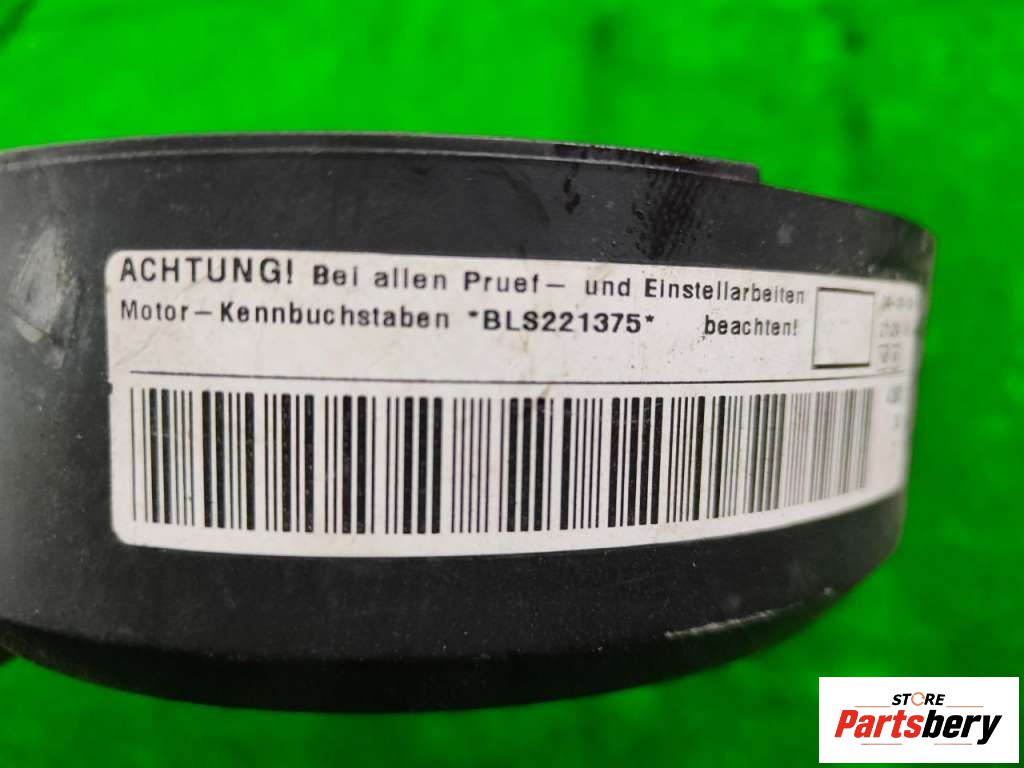 ACHTUNG! Bei allen Pruef- und Einstellarbeiten
Motor-Kennbuchstaben *BLS221375* beachten!
STORE
Partsbery